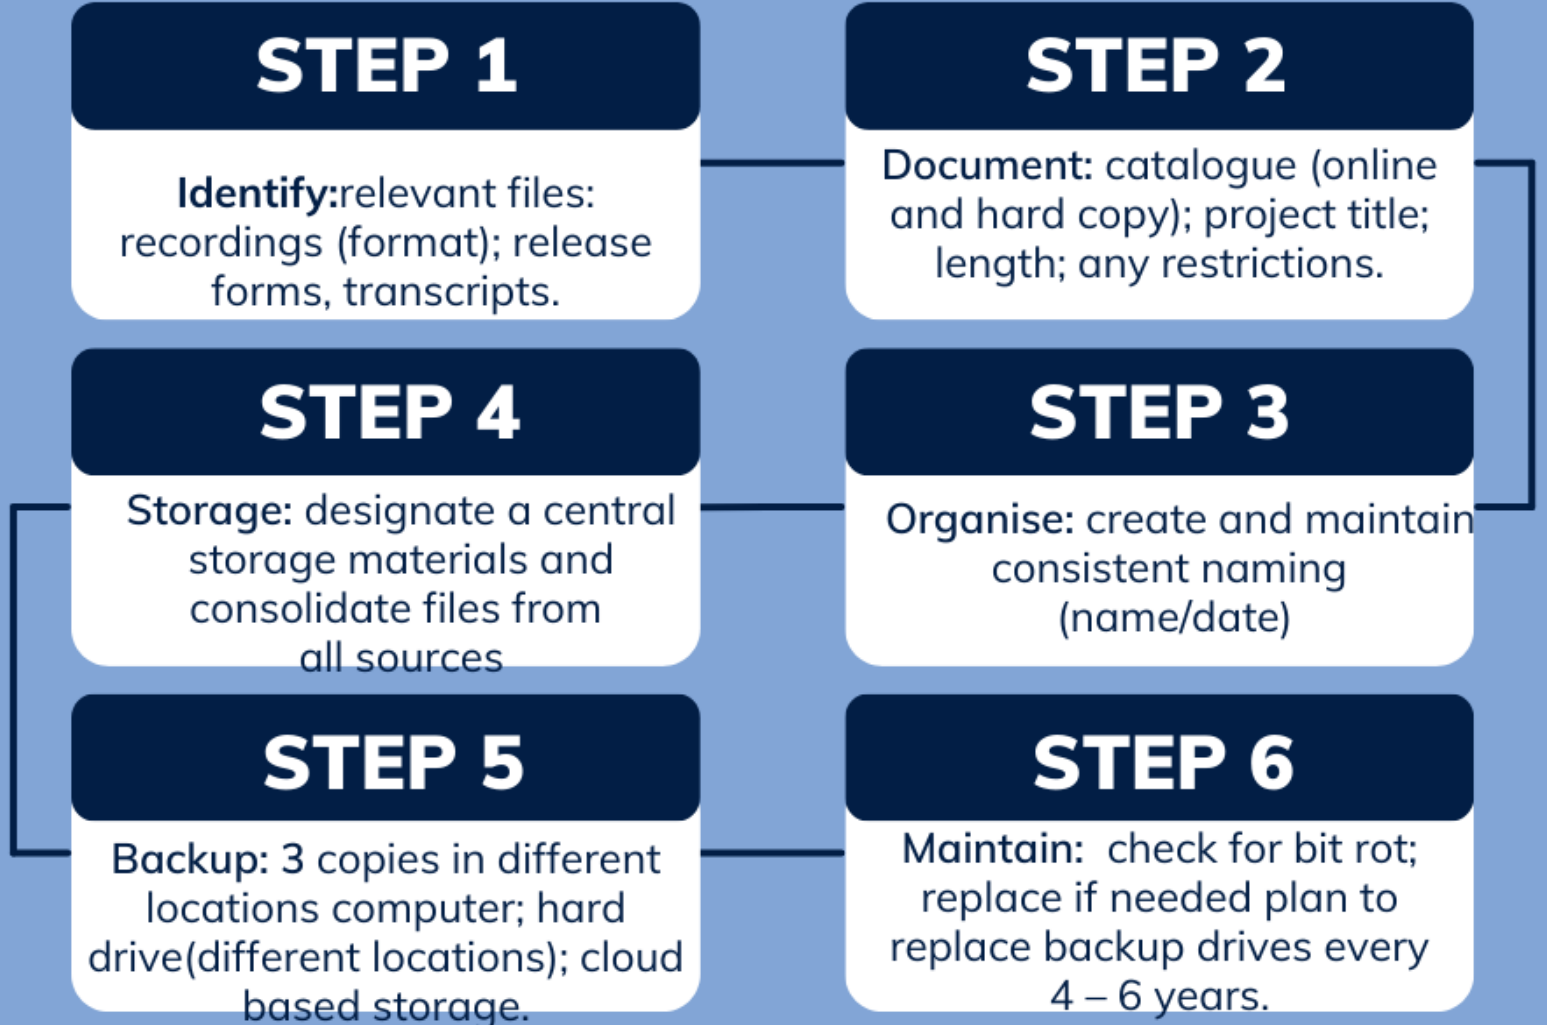 STEP 1
Identify:relevant files:
recordings (format); release
forms, transcripts.
STEP 2
Document: catalogue (online
and hard copy); project title;
length; any restrictions.
STEP 3
Organise: create and maintain
consistent naming
(name/date)
STEP 4
Storage: designate a central
storage materials and
consolidate files from
all sources
STEP 5
Backup: 3 copies in different
locations computer; hard
drive(different locations); cloud
based storage.
STEP 6
Maintain:  check for bit rot;
replace if needed plan to
replace backup drives every
4 – 6 years.